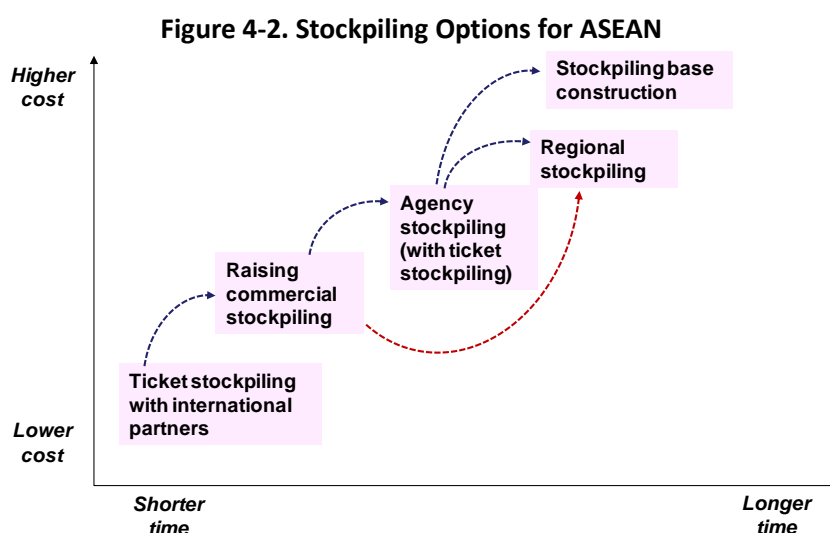 Figure 4-2. Stockpiling Options for ASEAN
Higher
cost
Stockpiling base
construction
Regional
stockpiling
Agency
stockpiling
(with ticket
stockpiling)
Raising
commercial
stockpiling
Ticket stockpiling
with international
partners
Lower
cost
Shorter
time
Longer
time